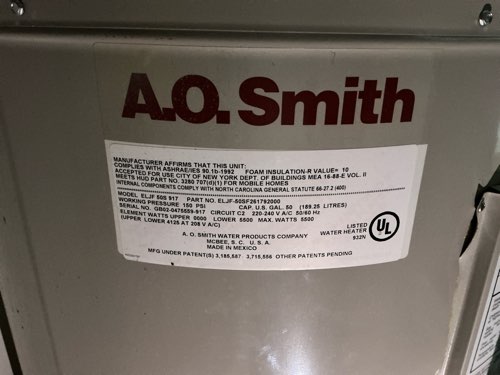 A.O. Smith
MANUFACTURER AFFIRMS THAT THIS UNIT:
COMPLIES WITH ASHRAE/IES 90.1b-1992 FOAM INSULATION-R VALUE= 10
ACCEPTED FOR USE CITY OF NEW YORK DEPT. OF BUILDINGS MEA 16-88-E VOL. II
MEETS HUD PART NO. 3280 707(d)(1) FOR MOBILE HOMES
INTERNAL COMPONENTS COMPLY WITH NORTH CAROLINA GENERAL STATUTE 66-27.2 (400)
MODEL ELJF 50S 917 PART NO. ELJF-50SF261792000
WORKING PRESSURE 150 PSI CAP. U.S. GAL. 50 (189.25 LITRES)
SERIAL NO. GB02-0475559-917 CIRCUIT C2 220-240 V A/C 50/60 HZ
ELEMENT WATTS UPPER 0000 LOWER 5500 MAX. WATTS 5500
(UPPER LOWER 4125 AT 208 V A/C)
A. O. SMITH WATER PRODUCTS COMPANY
MCBEE, S. C. U. S. A.
MADE IN MEXICO
LISTED
WATER HEATER
932N
UL
MFG UNDER PATENT(S) 3,185,587 3,715,556 OTHER PATENTS PENDING